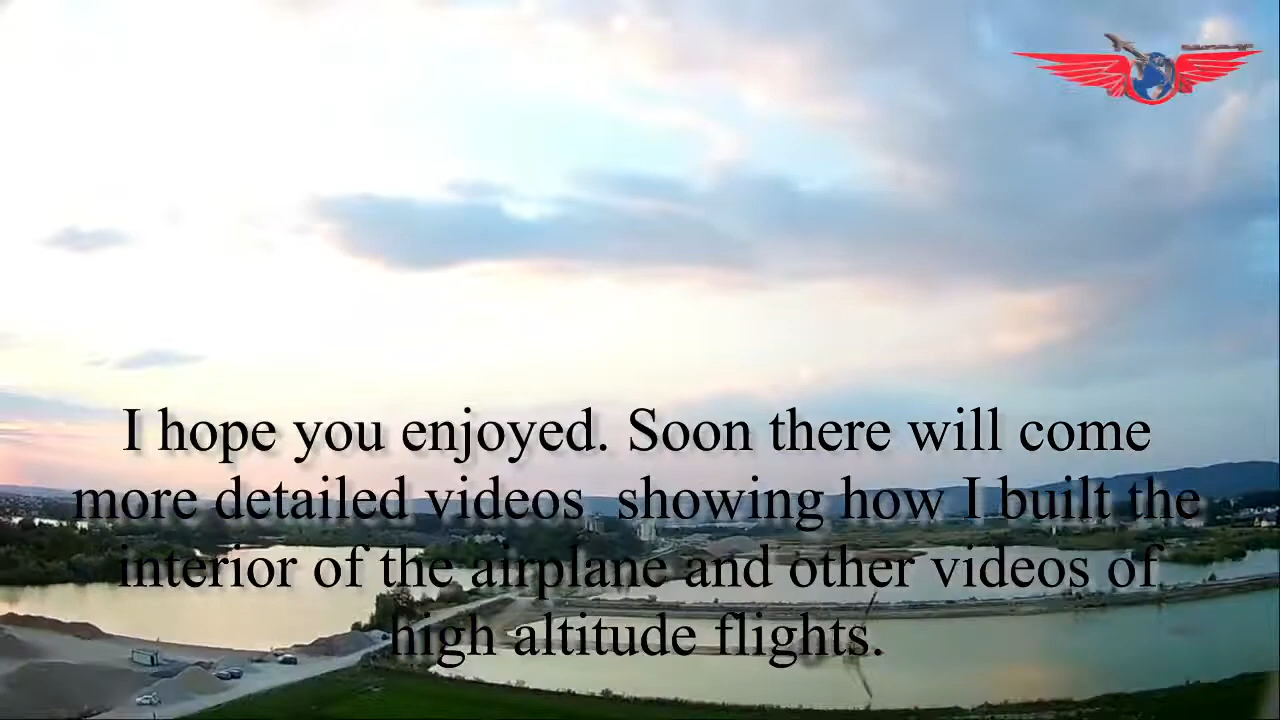 I hope you enjoyed. Soon there will come
more detailed videos  showing how I built the
interior of the airplane and other videos of
high altitude flights.